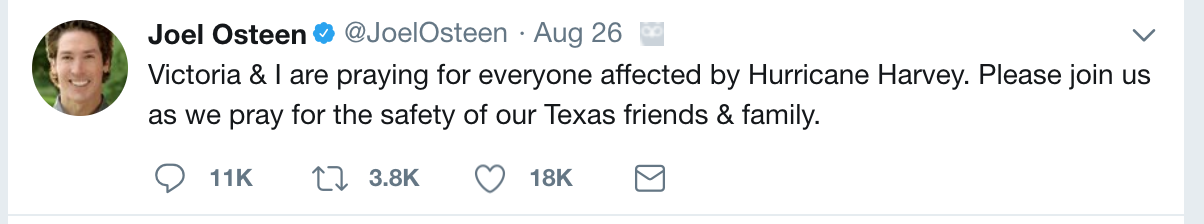 Joel Osteen @JoelOsteen · Aug 26
Victoria & I are praying for everyone affected by Hurricane Harvey. Please join us
as we pray for the safety of our Texas friends & family.
11K 3.8K 18K